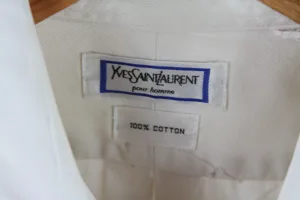 YVESSAINTLAURENT
pour homme
100% COTTON